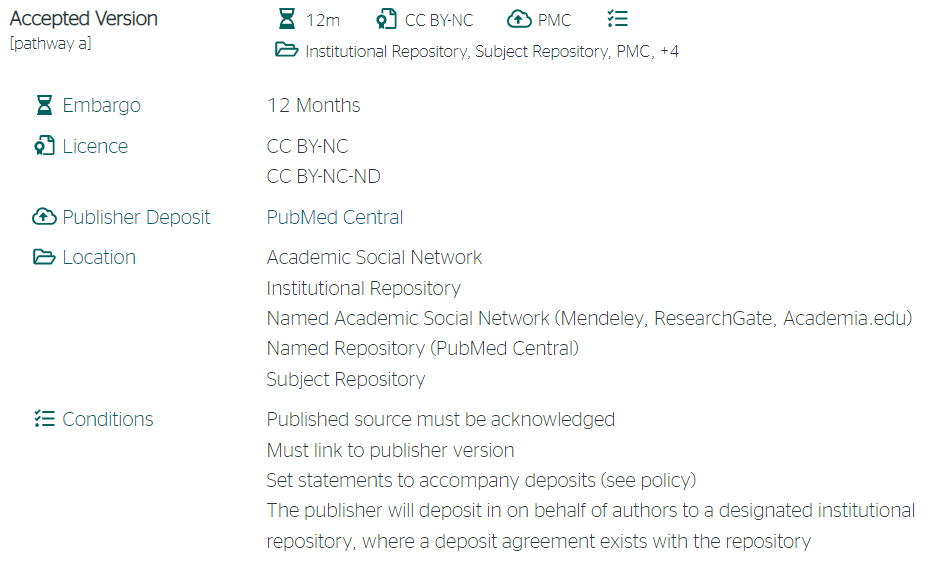 Accepted Version
[pathway a]
12m CC BY-NC PMC
Institutional Repository, Subject Repository, PMC, +4
Embargo 12 Months
Licence CC BY-NC
CC BY-NC-ND
Publisher Deposit PubMed Central
Location Academic Social Network
Institutional Repository
Named Academic Social Network (Mendeley, ResearchGate, Academia.edu)
Named Repository (PubMed Central)
Subject Repository
Conditions Published source must be acknowledged
Must link to publisher version
Set statements to accompany deposits (see policy)
The publisher will deposit in on behalf of authors to a designated institutional
repository, where a deposit agreement exists with the repository